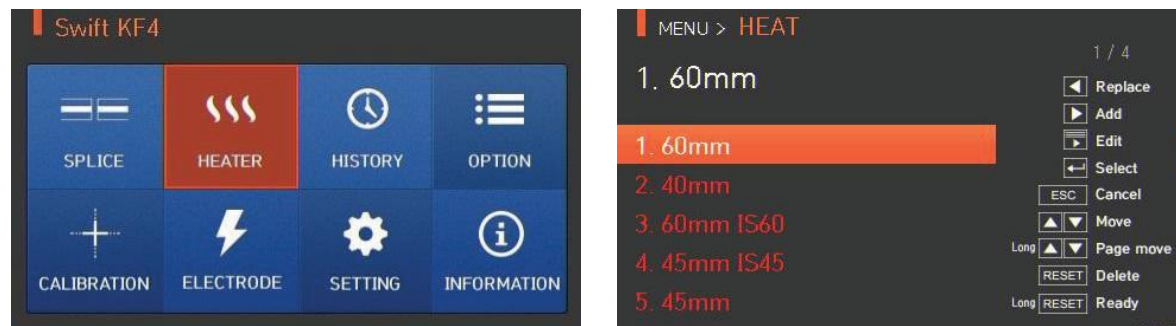 Swift KF4
SPLICE
HEATER
HISTORY
OPTION
CALIBRATION
ELECTRODE
SETTING
INFORMATION
MENU > HEAT
1 / 4
1. 60mm
1. 60mm
2. 40mm
3. 60mm IS60
4. 45mm IS45
5. 45mm
Replace
Add
Edit
Select
ESC Cancel
Move
Long Page move
RESET Delete
Long RESET Ready